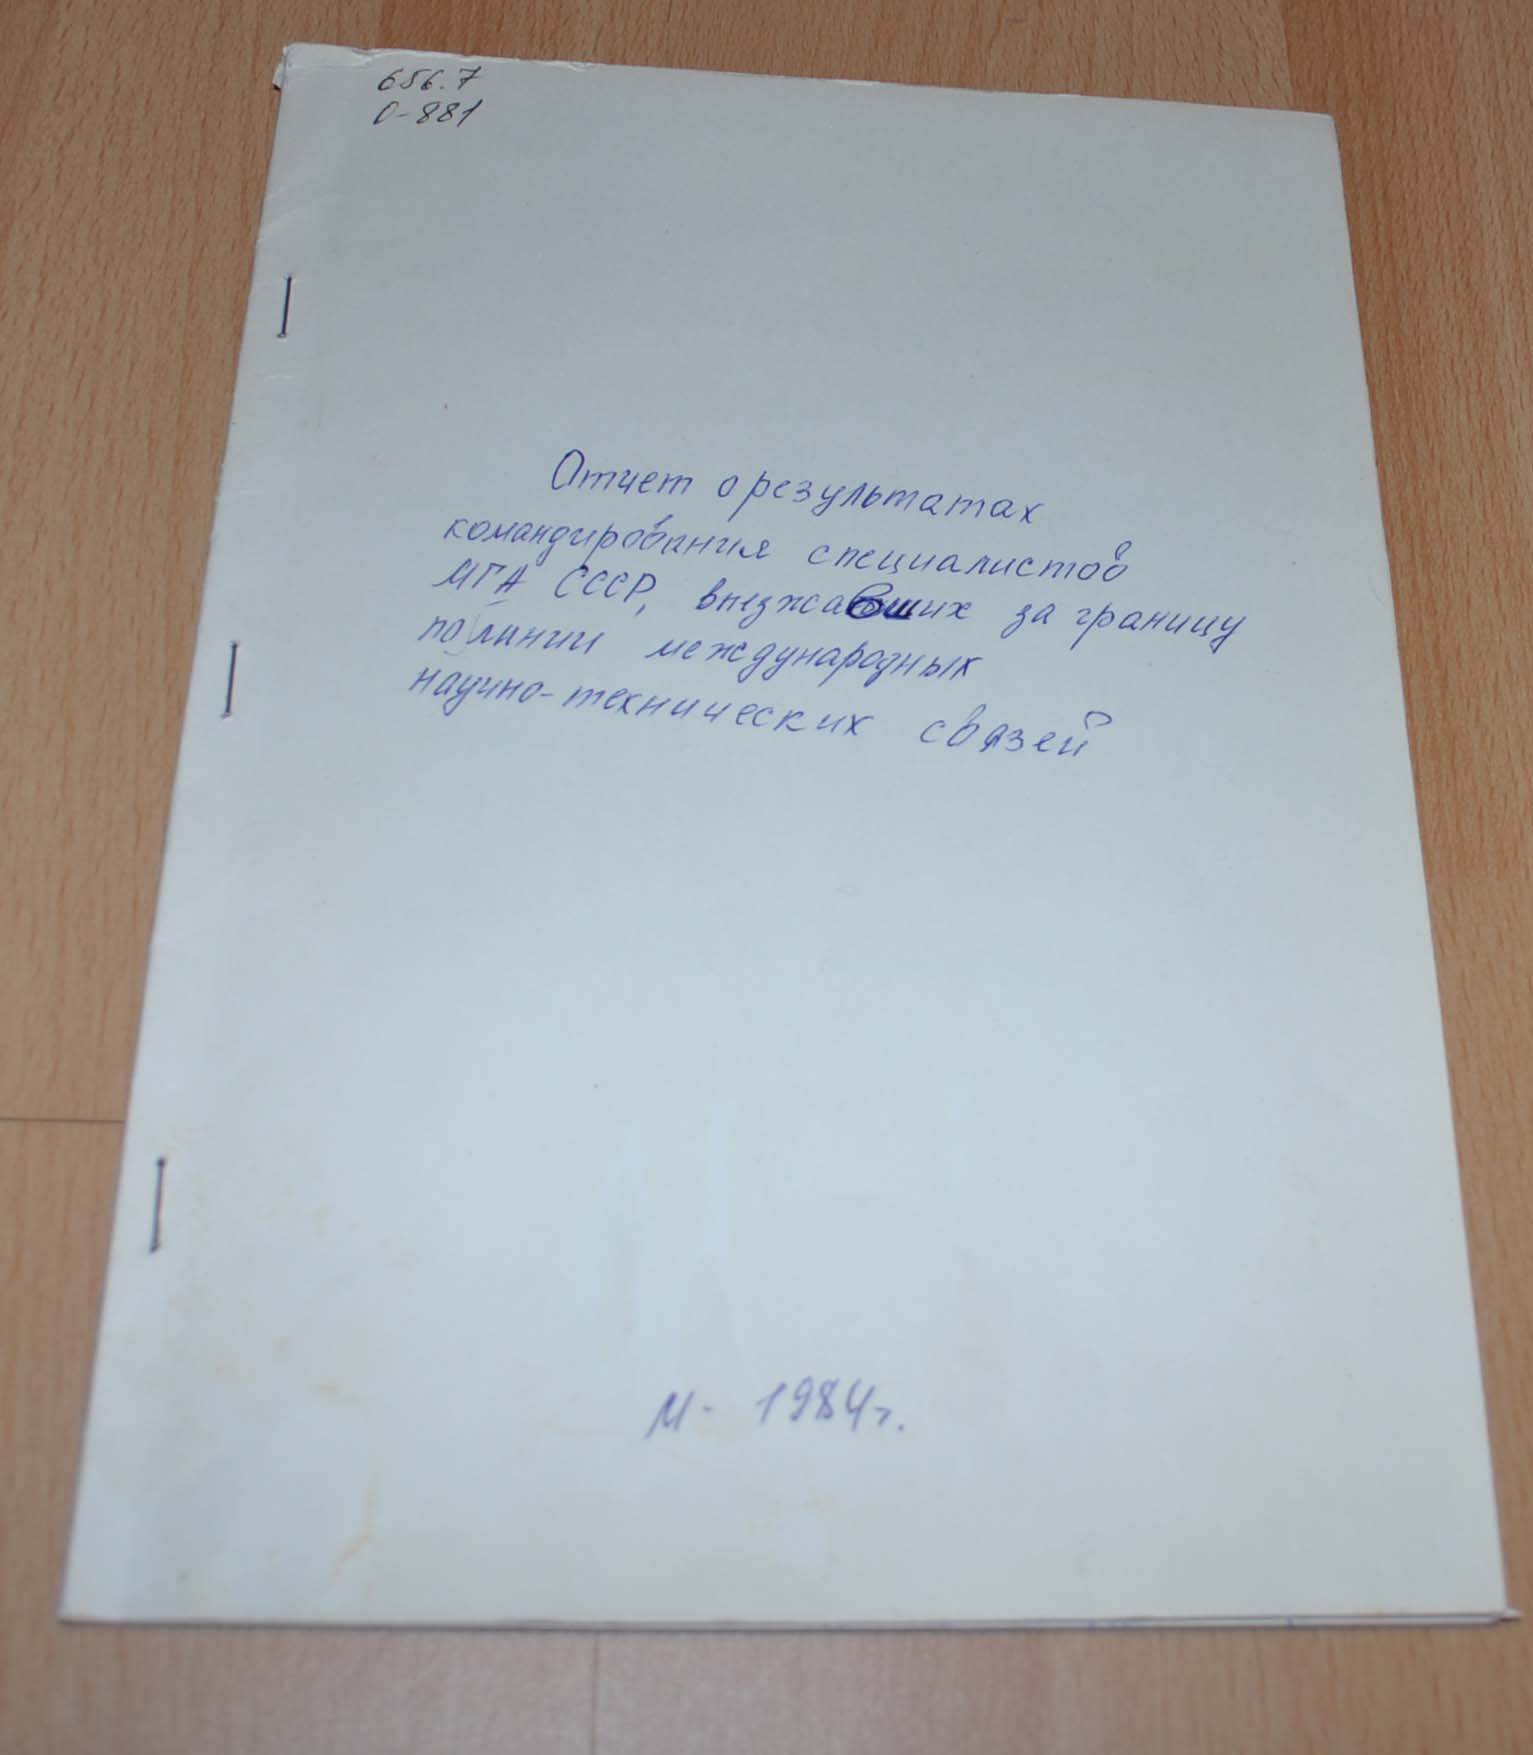 656.7
О-881
Отчет о результатах
командирования специалистов
МГА СССР, выезжавших за границу
по линии международных
научно-технических связей
М - 1984г.